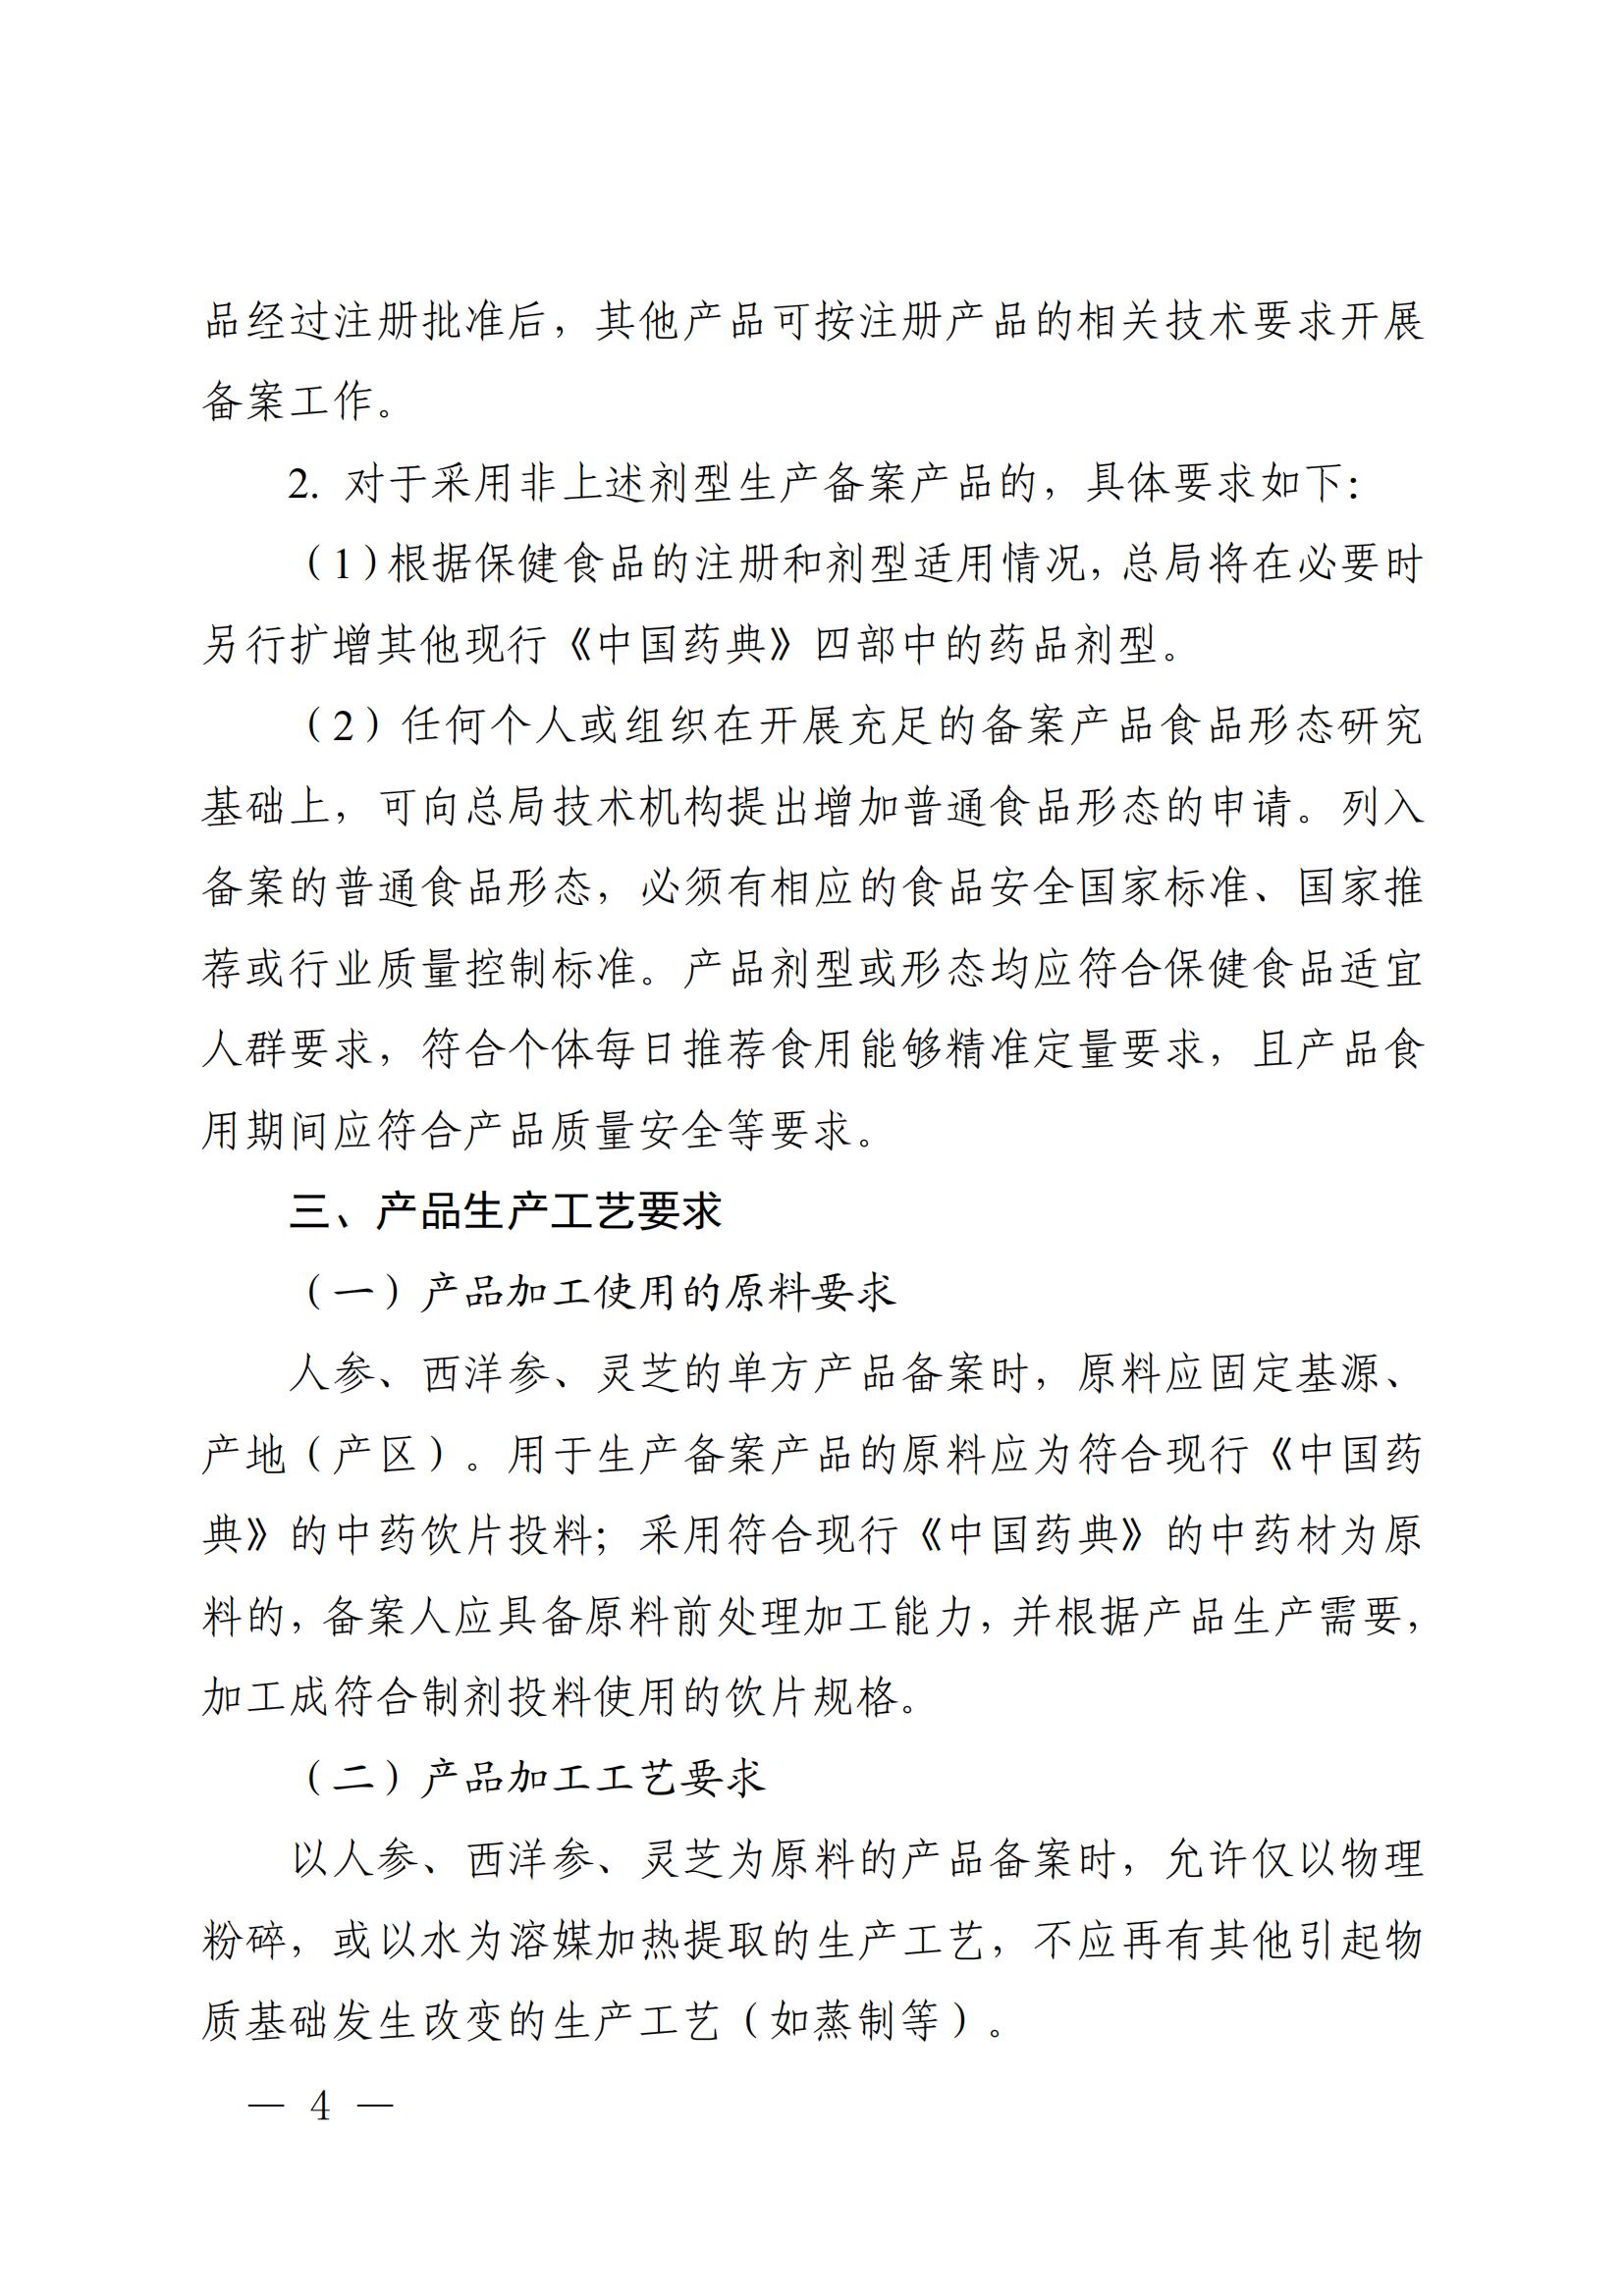 品经过注册批准后，其他产品可按注册产品的相关技术要求开展
备案工作。
2. 对于采用非上述剂型生产备案产品的，具体要求如下：
（1）根据保健食品的注册和剂型适用情况，总局将在必要时
另行扩增其他现行《中国药典》四部中的药品剂型。
（2）任何个人或组织在开展充足的备案产品食品形态研究
基础上，可向总局技术机构提出增加普通食品形态的申请。列入
备案的普通食品形态，必须有相应的食品安全国家标准、国家推
荐或行业质量控制标准。产品剂型或形态均应符合保健食品适宜
人群要求，符合个体每日推荐食用能够精准定量要求，且产品食
用期间应符合产品质量安全等要求。
三、产品生产工艺要求
（一）产品加工使用的原料要求
人参、西洋参、灵芝的单方产品备案时，原料应固定基源、
产地（产区）。用于生产备案产品的原料应为符合现行《中国药
典》的中药饮片投料；采用符合现行《中国药典》的中药材为原
料的，备案人应具备原料前处理加工能力，并根据产品生产需要，
加工成符合制剂投料使用的饮片规格。
（二）产品加工工艺要求
以人参、西洋参、灵芝为原料的产品备案时，允许仅以物理
粉碎，或以水为溶媒加热提取的生产工艺，不应再有其他引起物
质基础发生改变的生产工艺（如蒸制等）。
— 4 —